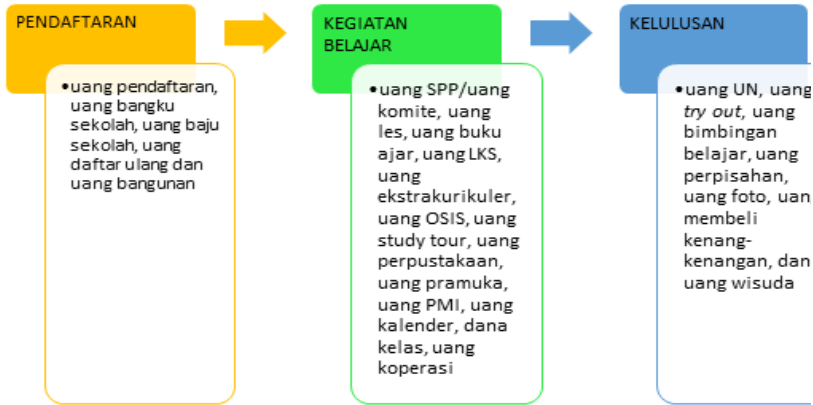 PENDAFTARAN
•uang pendaftaran,
uang bangku
sekolah, uang baju
sekolah, uang
daftar ulang dan
uang bangunan
KEGIATAN
BELAJAR
•uang SPP/uang
komite, uang
les, uang buku
ajar, uang LKS,
uang
ekstrakurikuler,
uang OSIS, uang
study tour, uang
perpustakaan,
uang pramuka,
uang PMI, uang
kalender, dana
kelas, uang
koperasi
KELULUSAN
•uang UN, uang
try out, uang
bimbingan
belajar, uang
perpisahan,
uang foto, uan
membeli
kenang-
kenangan, dan
uang wisuda